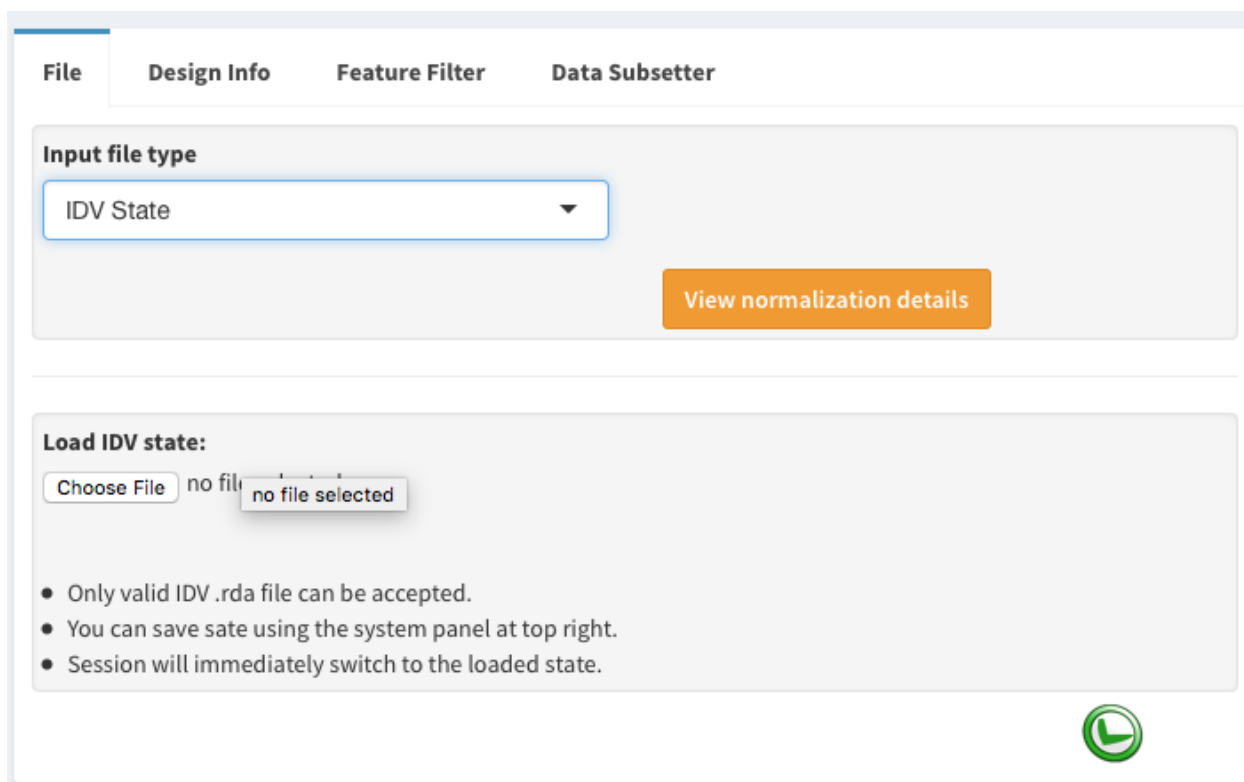 File Design Info Feature Filter Data Subsetter
Input file type
IDV State
View normalization details
Load IDV state:
Choose File no file
no file selected
Only valid IDV .rda file can be accepted.
You can save sate using the system panel at top right.
Session will immediately switch to the loaded state.